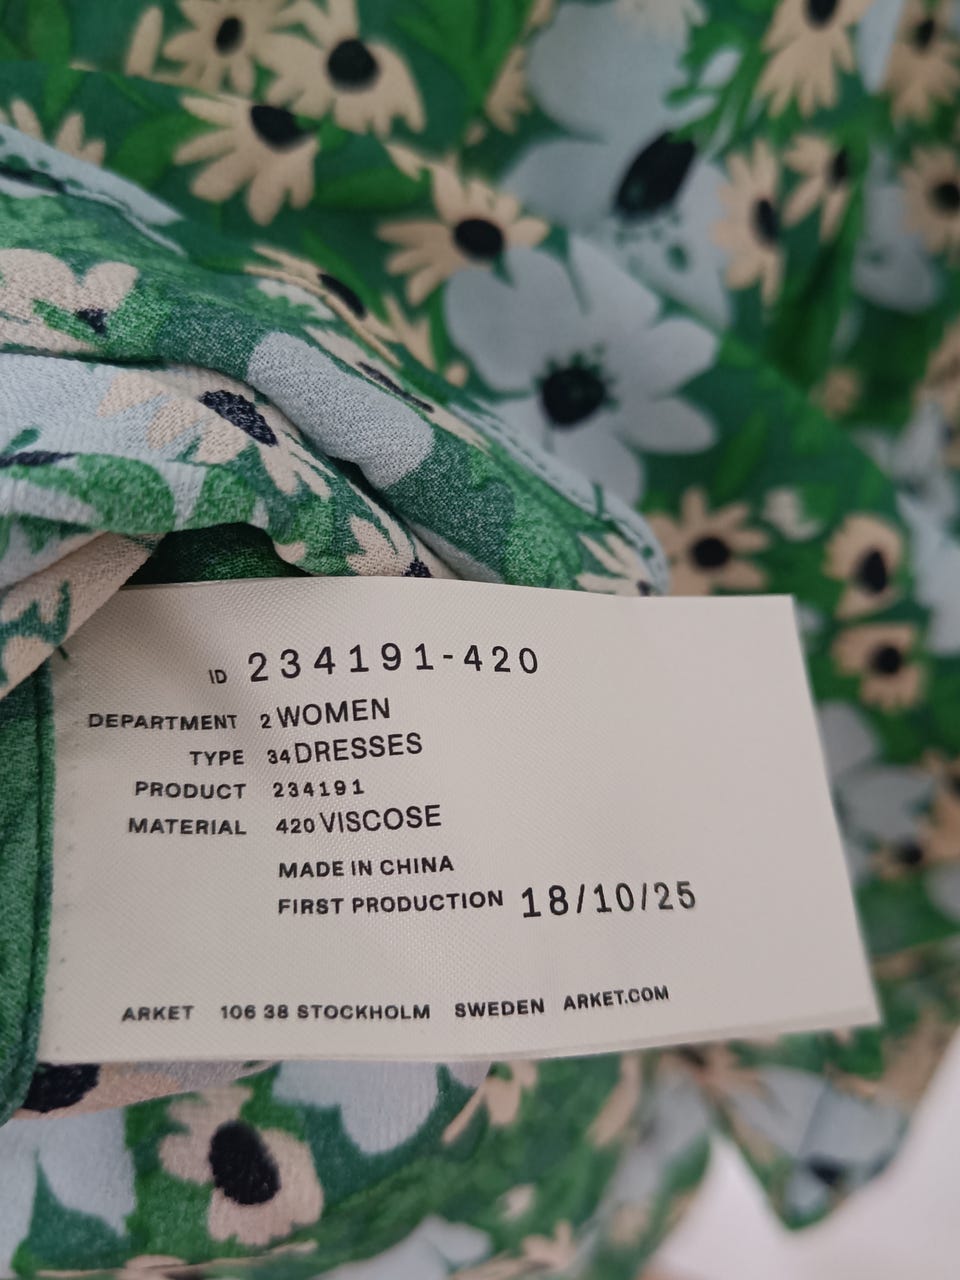 ID 234191-420
DEPARTMENT 2 WOMEN
TYPE 34 DRESSES
PRODUCT 234191
MATERIAL 420 VISCOSE
MADE IN CHINA
FIRST PRODUCTION 18/10/25
ARKET 106 38 STOCKHOLM SWEDEN ARKET.COM